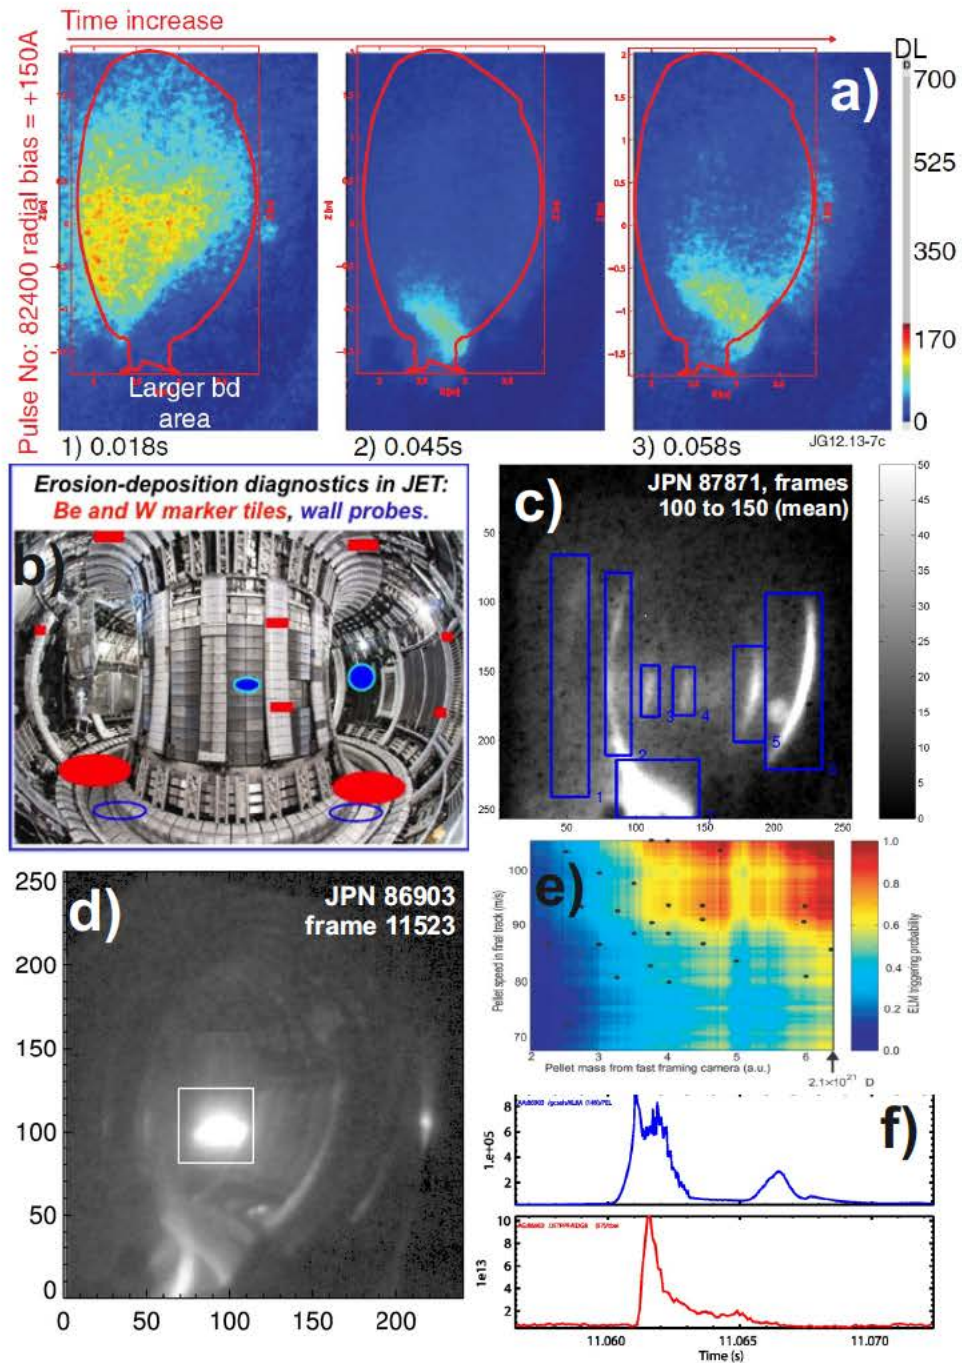 Time increase
Pulse No: 82400 radial bias = +150A
a)
DL
700
525
350
170
0
Larger bd
area
1) 0.018s
2) 0.045s
3) 0.058s
JG12.13-7c
Erosion-deposition diagnostics in JET:
Be and W marker tiles, wall probes.
b)
c)
JPN 87871, frames
100 to 150 (mean)
50
100
150
200
250
50
100
150
200
250
1
2
3
4
5
50
45
40
35
30
25
20
15
10
5
0
d)
JPN 86903
frame 11523
250
200
150
100
50
0
0
50
100
150
200
e)
Pellet speed in final track (m/s)
100
90
80
70
2
3
4
5
6
Pellet mass from fast framing camera (a.u.)
2.1×10²¹ D
1.0
0.8
0.6
0.4
0.2
0.0
ELM triggering probability
f)
1.e+05
8
6
4
2
1e13
10
8
6
4
2
11.060
11.065
11.070
Time (s)